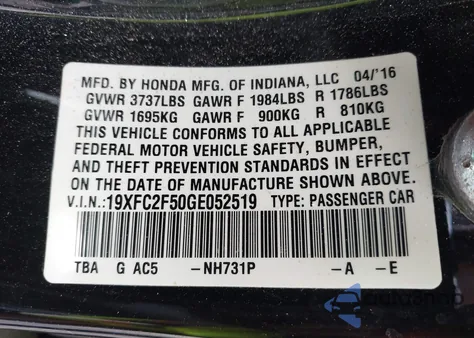 MFD. BY HONDA MFG. OF INDIANA, LLC 04/'16
GVWR 3737LBS GAWR F 1984LBS R 1786LBS
GVWR 1695KG GAWR F 900KG R 810KG
THIS VEHICLE CONFORMS TO ALL APPLICABLE
FEDERAL MOTOR VEHICLE SAFETY, BUMPER,
AND THEFT PREVENTION STANDARDS IN EFFECT
ON THE DATE OF MANUFACTURE SHOWN ABOVE.
V.I.N.: 19XFC2F50GE052519 TYPE: PASSENGER CAR
TBA G AC5 -NH731P -A -E